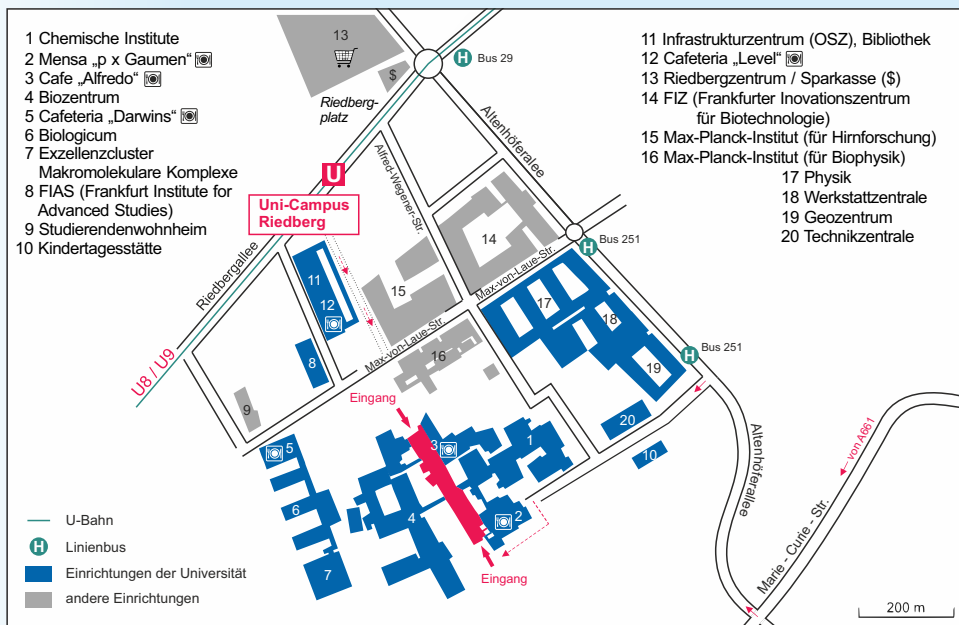 1 Chemische Institute
2 Mensa „p x Gaumen“
3 Cafe „Alfredo“
4 Biozentrum
5 Cafeteria „Darwins“
6 Biologicum
7 Exzellenzcluster
Makromolekulare Komplexe
8 FIAS (Frankfurt Institute for
Advanced Studies)
9 Studierendenwohnheim
10 Kindertagesstätte
11 Infrastrukturzentrum (OSZ), Bibliothek
12 Cafeteria „Level“
13 Riedbergzentrum / Sparkasse ($)
14 FIZ (Frankfurter Inovationszentrum
für Biotechnologie)
15 Max-Planck-Institut (für Hirnforschung)
16 Max-Planck-Institut (für Biophysik)
17 Physik
18 Werkstattzentrale
19 Geozentrum
20 Technikzentrale
13
$
H Bus 29
Riedberg-
platz
Altenhöferalee
Alfred-Wegener-Str.
U
Uni-Campus
Riedberg
Riedbergallee
14
H Bus 251
Max-von-Laue-Str.
11
15
17
12
18
Max-von-Laue-Str.
H Bus 251
16
8
19
U8 / U9
Eingang
9
20
Altenhöferallee
von A661
3
1
5
10
6
4
2
7
Eingang
Marie - Curie - Str.
U-Bahn
H Linienbus
Einrichtungen der Universität
andere Einrichtungen
200 m